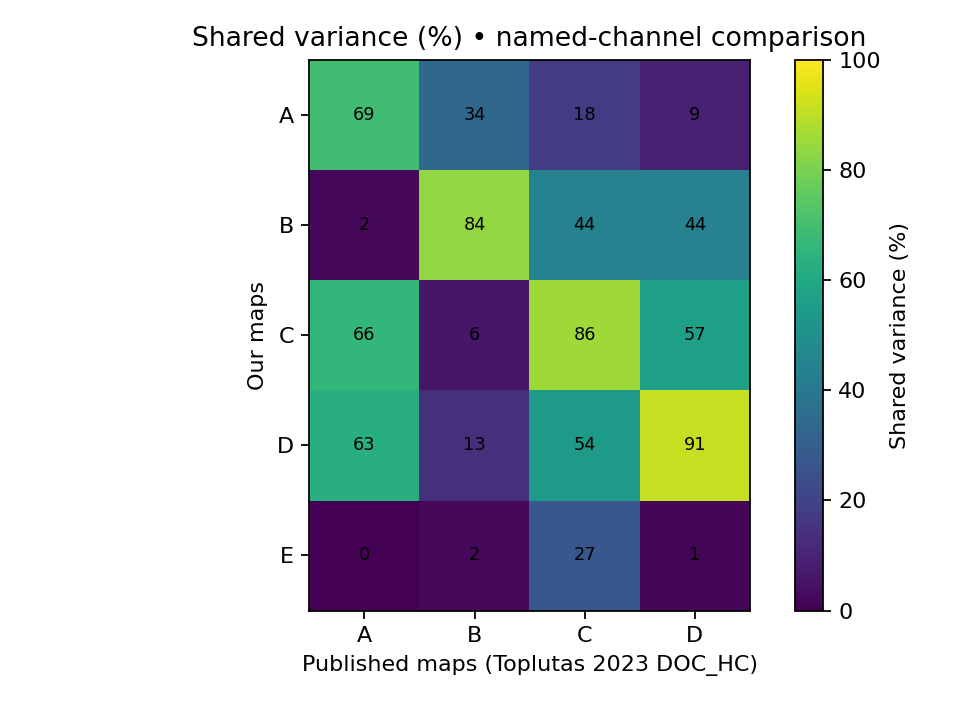 Shared variance (%) • named-channel comparison
A
69
34
18
9
B
2
84
44
44
C
66
6
86
57
D
63
13
54
91
E
0
2
27
1
A
B
C
D
Our maps
Published maps (Toplutas 2023 DOC_HC)
100
80
60
40
20
0
Shared variance (%)